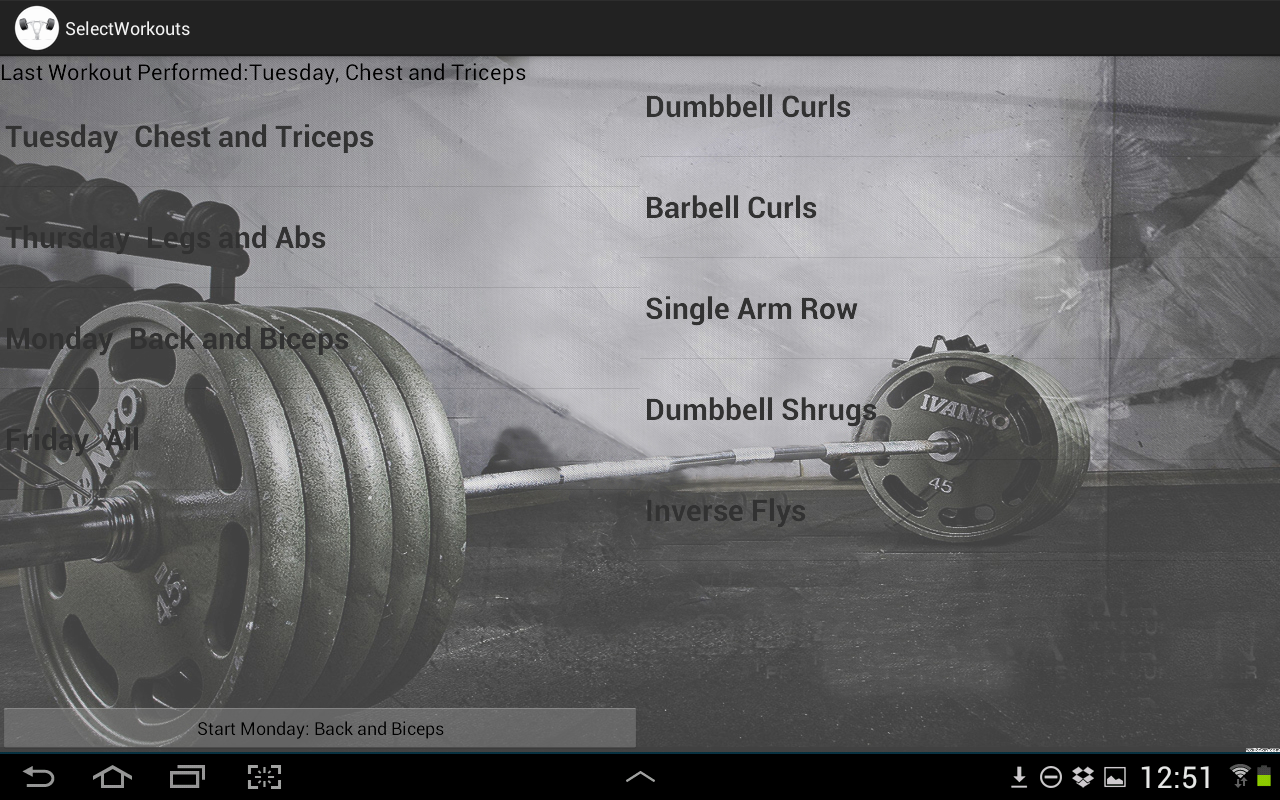 SelectWorkouts
Last Workout Performed:Tuesday, Chest and Triceps
Tuesday  Chest and Triceps
Thursday  Legs and Abs
Monday  Back and Biceps
Friday  All
Dumbbell Curls
Barbell Curls
Single Arm Row
Dumbbell Shrugs
Inverse Flys
IVANKO
45
45
Start Monday: Back and Biceps
12:51